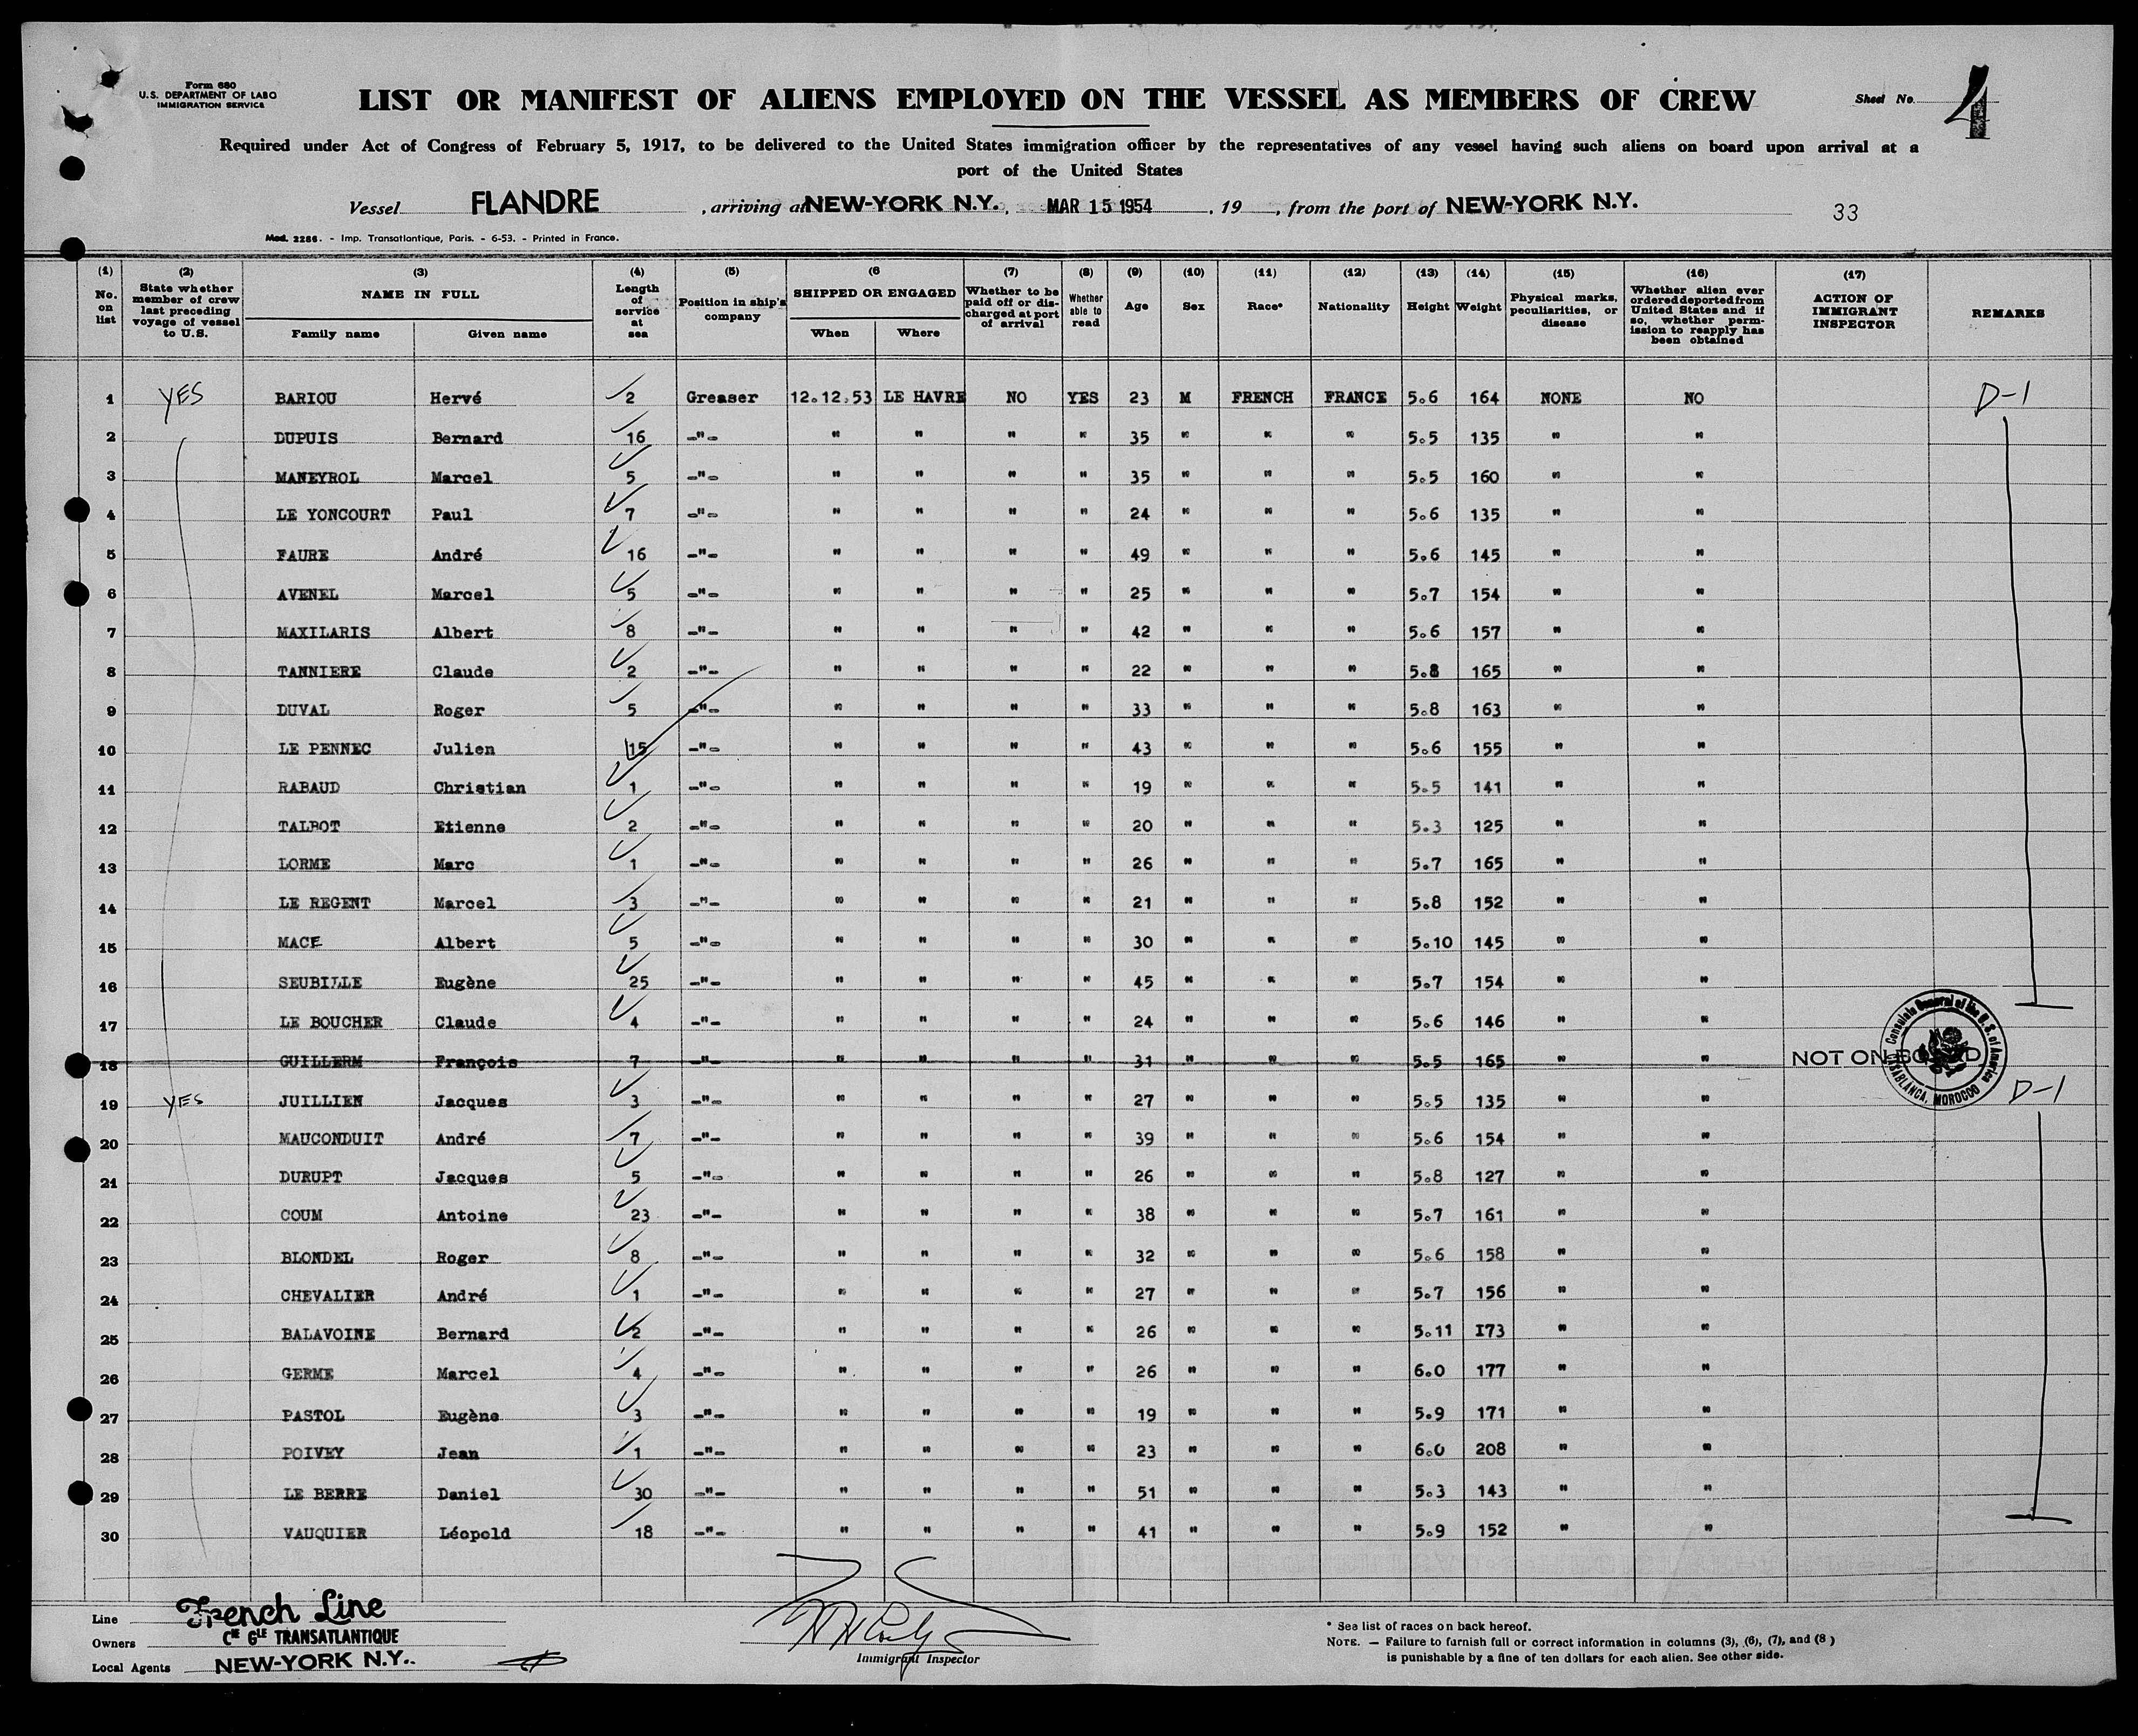 Form 680
U.S. DEPARTMENT OF LABO
IMMIGRATION SERVICE
LIST OR MANIFEST OF ALIENS EMPLOYED ON THE VESSEL AS MEMBERS OF CREW
Sheet No. 4
Required under Act of Congress of February 5, 1917, to be delivered to the United States immigration officer by the representatives of any vessel having such aliens on board upon arrival at a
port of the United States
Vessel FLANDRE , arriving at NEW-YORK N.Y. , MAR 15 1954 , 19 , from the port of NEW-YORK N.Y. 33
Mod. 2286. - Imp. Transatlantique, Paris. - 6-53. - Printed in France.
(1) No. on list
(2) State whether member of crew last preceding voyage of vessel to U.S.
(3) NAME IN FULL Family name Given name
(4) Length of service at sea
(5) Position in ship's company
(6 SHIPPED OR ENGAGED When Where
(7) Whether to be paid off or discharged at port of arrival
(8) Whether able to read
(9) Age
(10) Sex
(11) Race*
(12) Nationality
(13) Height
(14) Weight
(15) Physical marks, peculiarities, or disease
(16) Whether alien ever ordered deported from United States and if so, whether permission to reapply has been obtained
(17) ACTION OF IMMIGRANT INSPECTOR
REMARKS
1 YES BARIOU Hervé 2 Greaser 12.12.53 LE HAVRE NO YES 23 M FRENCH FRANCE 5.6 164 NONE NO D-1
2 DUPUIS Bernard 16 -"- " " " " 35 " " " 5.5 135 " "
3 MANEYROL Marcel 5 -"- " " " " 35 " " " 5.5 160 " "
4 LE YONCOURT Paul 7 -"- " " " " 24 " " " 5.6 135 " "
5 FAURE André 16 -"- " " " " 49 " " " 5.6 145 " "
6 AVENEL Marcel 5 -"- " " " " 25 " " " 5.7 154 " "
7 MAXILARIS Albert 8 -"- " " " " 42 " " " 5.6 157 " "
8 TANNIERE Claude 2 -"- " " " " 22 " " " 5.8 165 " "
9 DUVAL Roger 5 -"- " " " " 33 " " " 5.8 163 " "
10 LE PENNEC Julien 15 -"- " " " " 43 " " " 5.6 155 " "
11 RABAUD Christian 1 -"- " " " " 19 " " " 5.5 141 " "
12 TALBOT Etienne 2 -"- " " " " 20 " " " 5.3 125 " "
13 LORME Marc 1 -"- " " " " 26 " " " 5.7 165 " "
14 LE REGENT Marcel 3 -"- " " " " 21 " " " 5.8 152 " "
15 MACE Albert 5 -"- " " " " 30 " " " 5.10 145 " "
16 SEUBILLE Eugène 25 -"- " " " " 45 " " " 5.7 154 " "
17 LE BOUCHER Claude 4 -"- " " " " 24 " " " 5.6 146 " "
18 GUILLERM François 7 -"- " " " " 31 " " " 5.5 165 " " NOT ON BOARD
Consulate General of the U.S. of America
CASABLANCA, MOROCCO
19 YES JUILLIEN Jacques 3 -"- " " " " 27 " " " 5.5 135 " " D-1
20 MAUCONDUIT André 7 -"- " " " " 39 " " " 5.6 154 " "
21 DURUPT Jacques 5 -"- " " " " 26 " " " 5.8 127 " "
22 COUM Antoine 23 -"- " " " " 38 " " " 5.7 161 " "
23 BLONDEL Roger 8 -"- " " " " 32 " " " 5.6 158 " "
24 CHEVALIER André 1 -"- " " " " 27 " " " 5.7 156 " "
25 BALAVOINE Bernard 2 -"- " " " " 26 " " " 5.11 I73 " "
26 GERME Marcel 4 -"- " " " " 26 " " " 6.0 177 " "
27 PASTOL Eugène 3 -"- " " " " 19 " " " 5.9 171 " "
28 POIVEY Jean 1 -"- " " " " 23 " " " 6.0 208 " "
29 LE BERRE Daniel 30 -"- " " " " 51 " " " 5.3 143 " "
30 VAUQUIER Léopold 18 -"- " " " " 41 " " " 5.9 152 " "
Line French Line
Owners Cie Gle TRANSATLANTIQUE
Local Agents NEW-YORK N.Y..
Immigrant Inspector
* See list of races on back hereof.
NOTE. — Failure to furnish full or correct information in columns (3), (6), (7), and (8)
is punishable by a fine of ten dollars for each alien. See other side.